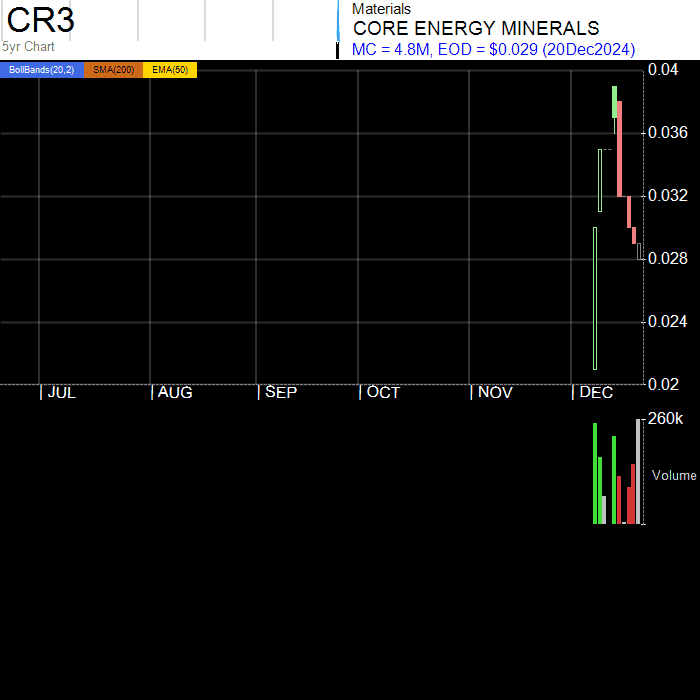 CR3
5yr Chart
Materials
CORE ENERGY MINERALS
MC = 4.8M, EOD = $0.029 (20Dec2024)
BollBands(20,2) SMA(200) EMA(50)
0.04
0.036
0.032
0.028
0.024
0.02
JUL AUG SEP OCT NOV DEC
260k
Volume